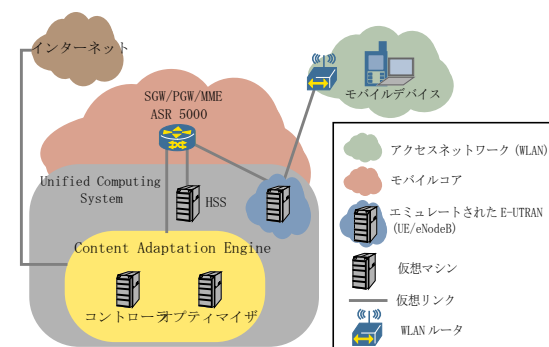 インターネット
SGW/PGW/MME
ASR 5000
モバイルデバイス
Unified Computing
System
HSS
Content Adaptation Engine
コントローラ
オプティマイザ
アクセスネットワーク(WLAN)
モバイルコア
エミュレートされた E-UTRAN
(UE/eNodeB)
仮想マシン
仮想リンク
WLAN ルータ